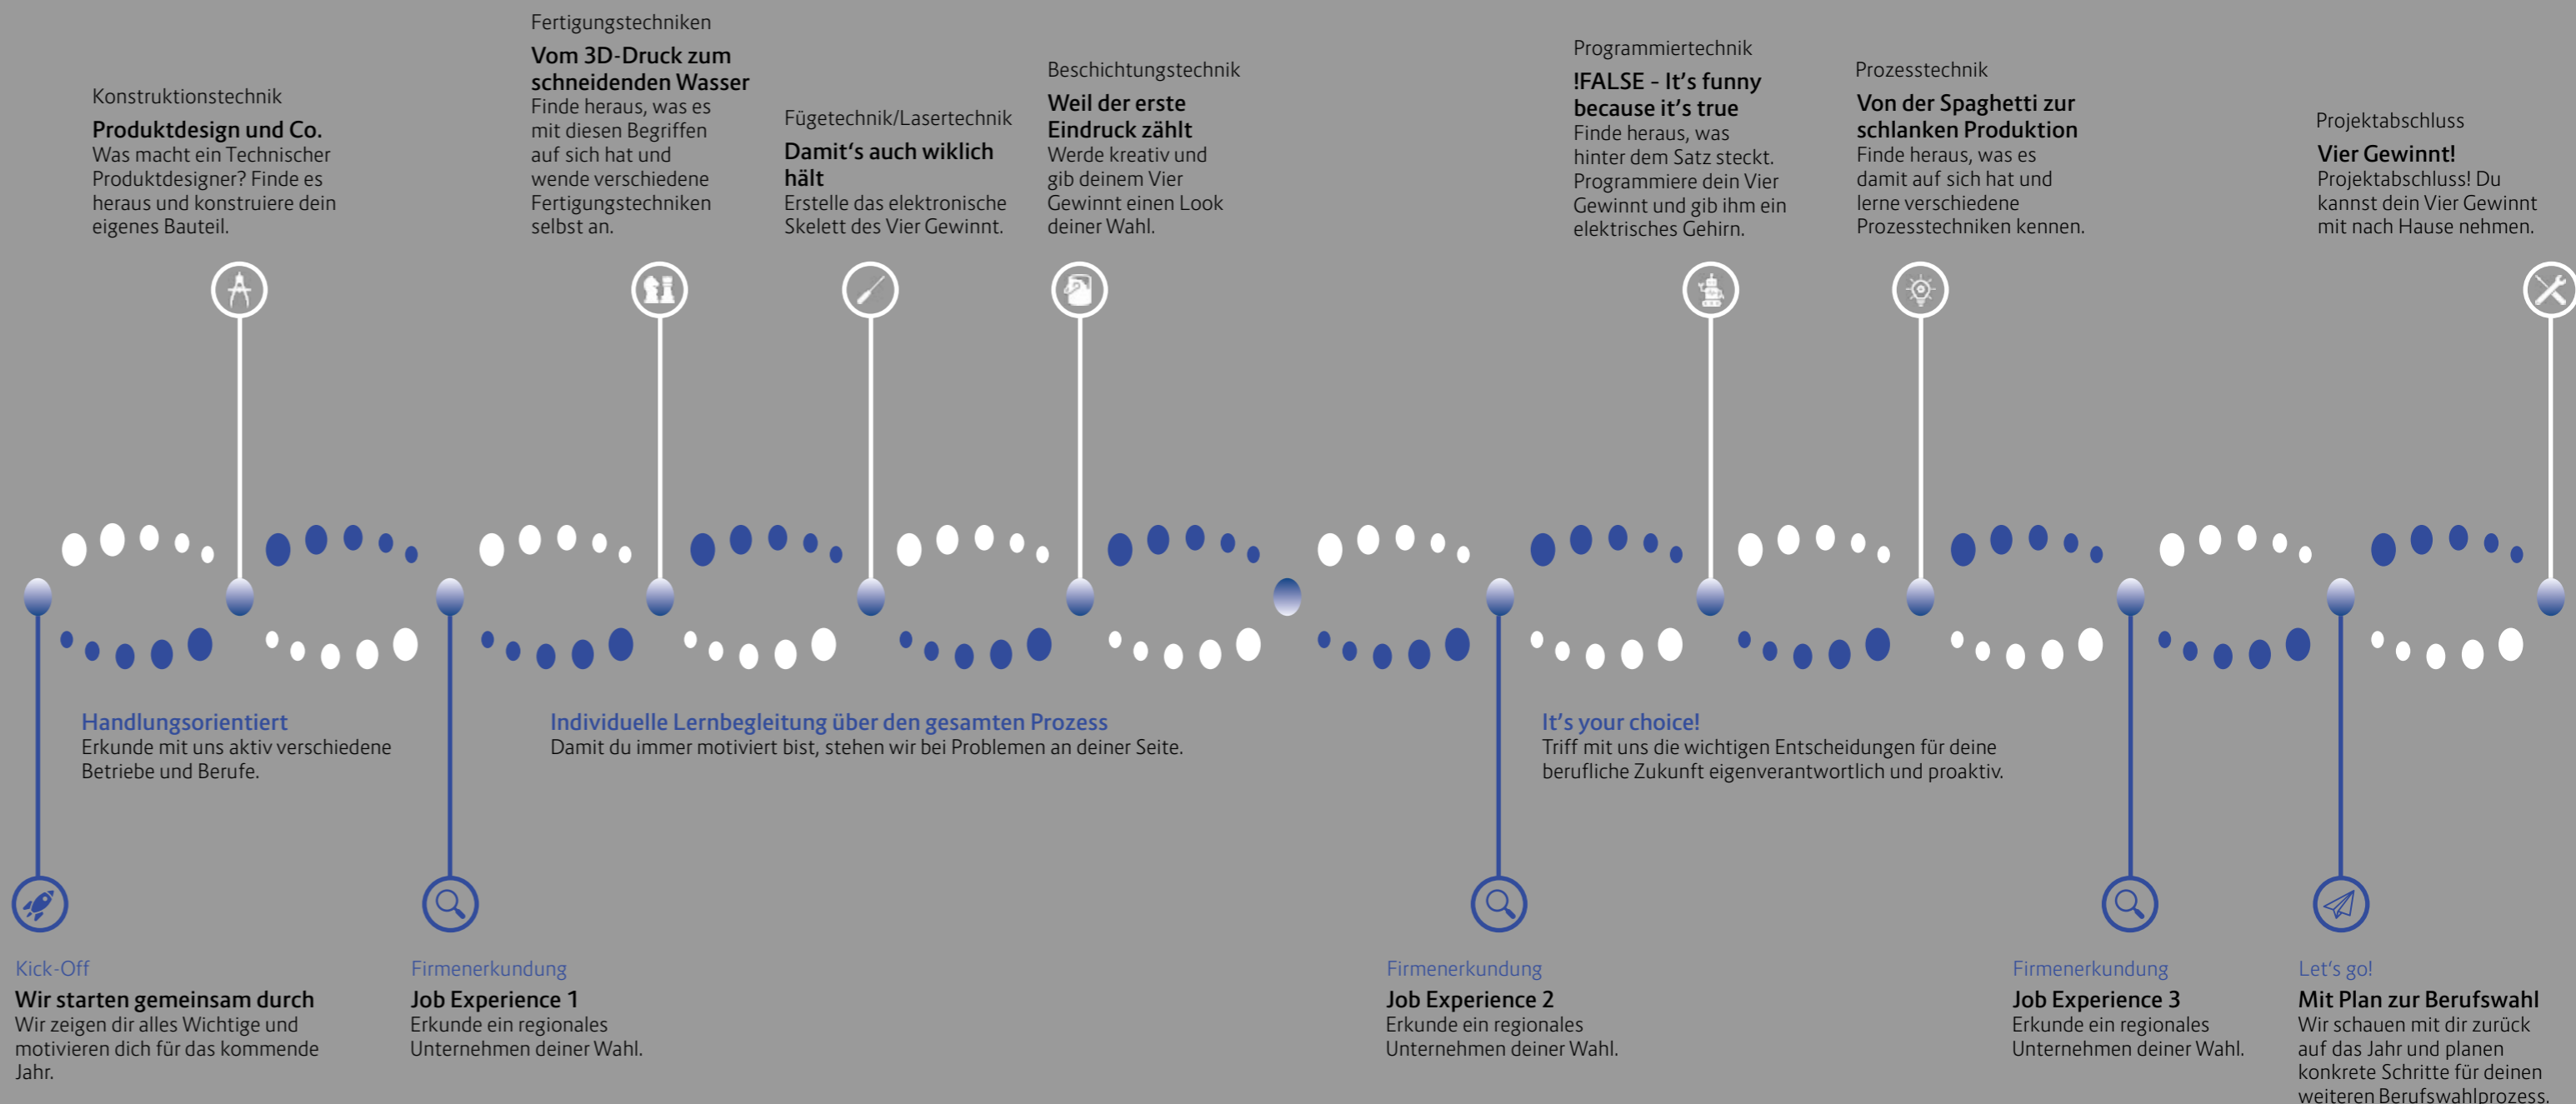 Konstruktionstechnik
Produktdesign und Co.
Was macht ein Technischer
Produktdesigner? Finde es
heraus und konstruiere dein
eigenes Bauteil.
Fertigungstechniken
Vom 3D-Druck zum
schneidenden Wasser
Finde heraus, was es
mit diesen Begriffen
auf sich hat und
wende verschiedene
Fertigungstechniken
selbst an.
Fügetechnik/Lasertechnik
Damit's auch wiklich
hält
Erstelle das elektronische
Skelett des Vier Gewinnt.
Beschichtungstechnik
Weil der erste
Eindruck zählt
Werde kreativ und
gib deinem Vier
Gewinnt einen Look
deiner Wahl.
Programmiertechnik
!FALSE - It's funny
because it's true
Finde heraus, was
hinter dem Satz steckt.
Programmiere dein Vier
Gewinnt und gib ihm ein
elektrisches Gehirn.
Prozesstechnik
Von der Spaghetti zur
schlanken Produktion
Finde heraus, was es
damit auf sich hat und
lerne verschiedene
Prozesstechniken kennen.
Projektabschluss
Vier Gewinnt!
Projektabschluss! Du
kannst dein Vier Gewinnt
mit nach Hause nehmen.
Handlungsorientiert
Erkunde mit uns aktiv verschiedene
Betriebe und Berufe.
Individuelle Lernbegleitung über den gesamten Prozess
Damit du immer motiviert bist, stehen wir bei Problemen an deiner Seite.
It's your choice!
Triff mit uns die wichtigen Entscheidungen für deine
berufliche Zukunft eigenverantwortlich und proaktiv.
Kick-Off
Wir starten gemeinsam durch
Wir zeigen dir alles Wichtige und
motivieren dich für das kommende
Jahr.
Firmenerkundung
Job Experience 1
Erkunde ein regionales
Unternehmen deiner Wahl.
Firmenerkundung
Job Experience 2
Erkunde ein regionales
Unternehmen deiner Wahl.
Firmenerkundung
Job Experience 3
Erkunde ein regionales
Unternehmen deiner Wahl.
Let's go!
Mit Plan zur Berufswahl
Wir schauen mit dir zurück
auf das Jahr und planen
konkrete Schritte für deinen
weiteren Berufswahlprozess.